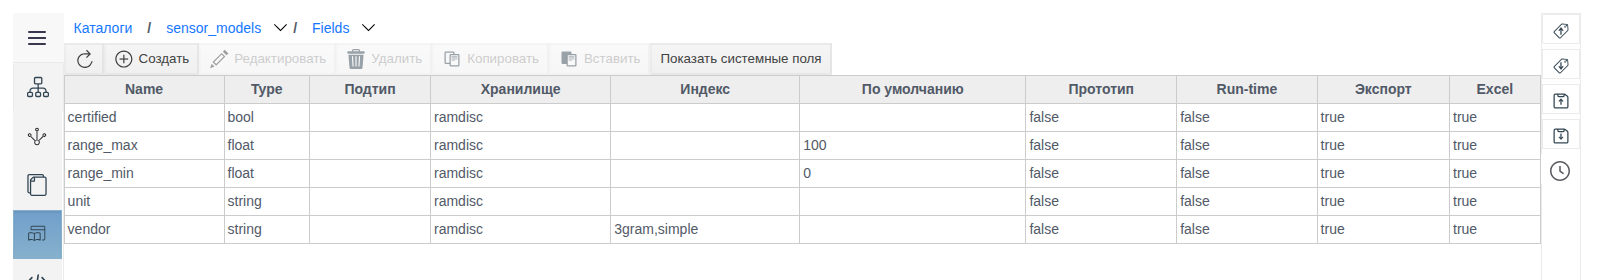 Каталоги / sensor_models / Fields
Создать Редактировать Удалить Копировать Вставить Показать системные поля
Name Type Подтип Хранилище Индекс По умолчанию Прототип Run-time Экспорт Excel
certified bool ramdisc false false true true
range_max float ramdisc 100 false false true true
range_min float ramdisc 0 false false true true
unit string ramdisc false false true true
vendor string ramdisc 3gram,simple false false true true